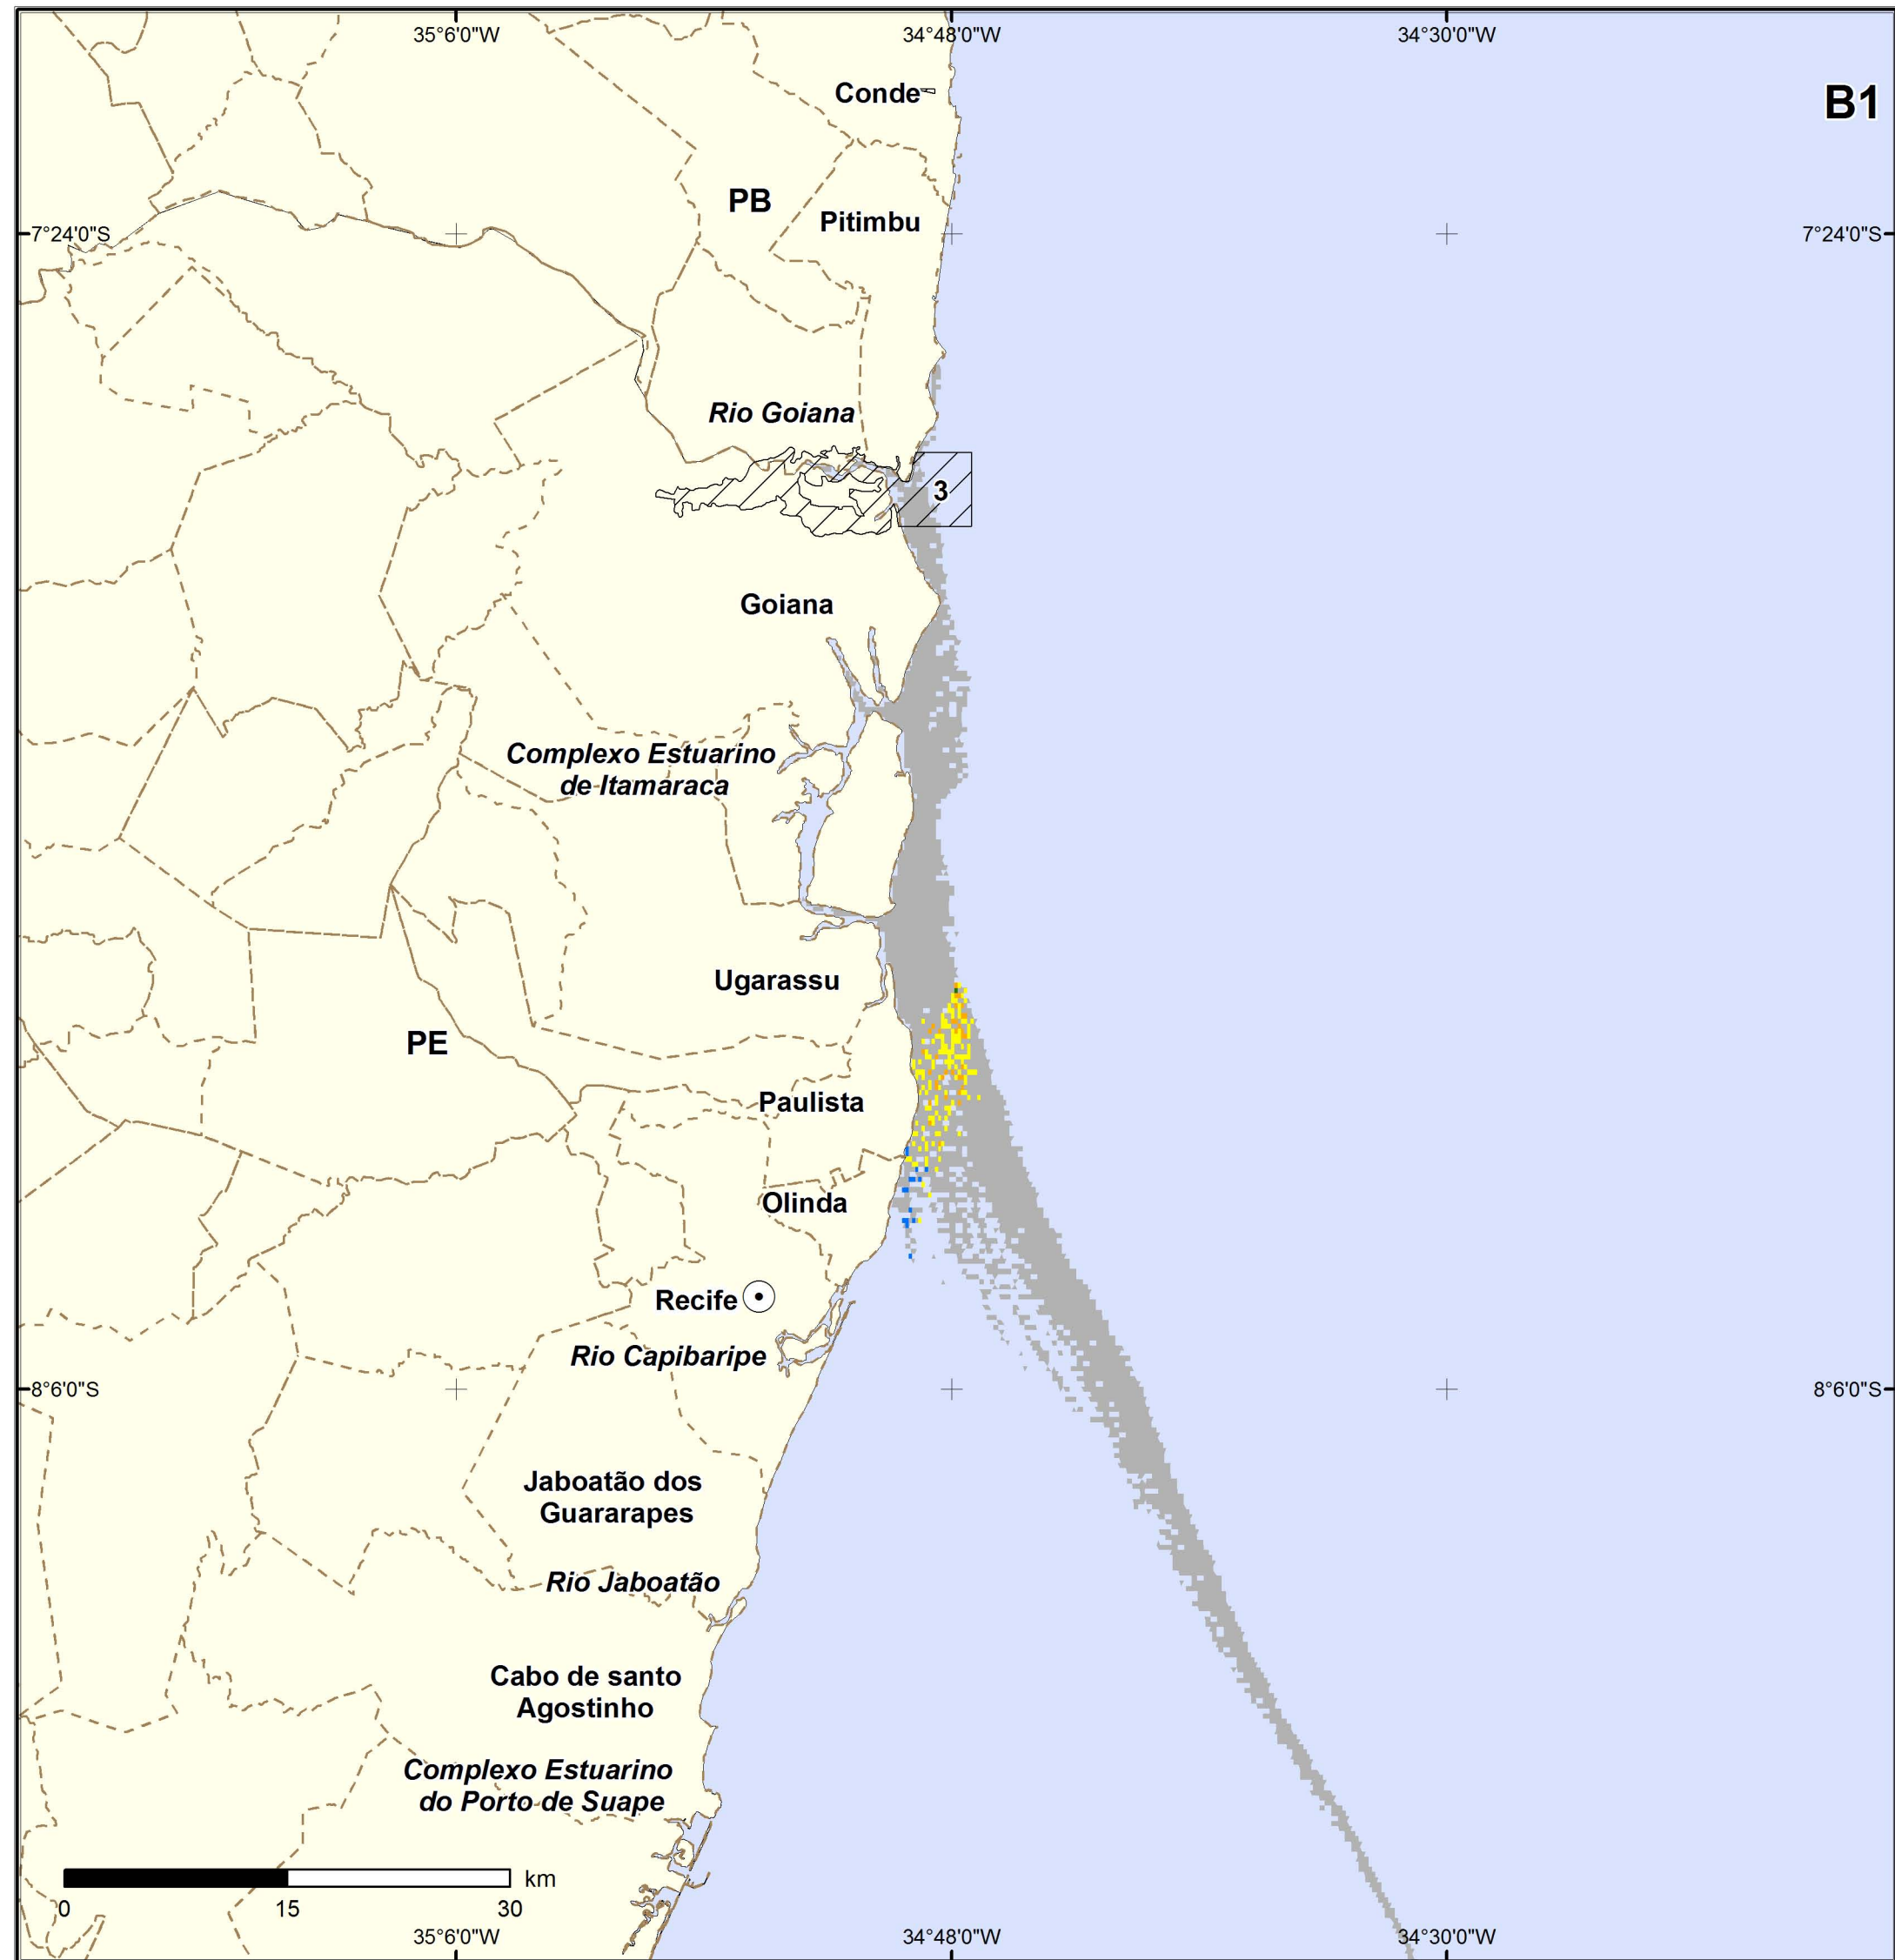 35°6'0"W
34°48'0"W
34°30'0"W
Conde
B1
PB
Pitimbu
7°24'0"S
7°24'0"S
Rio Goiana
3
Goiana
Complexo Estuarino
de Itamaraca
Ugarassu
PE
Paulista
Olinda
Recife
Rio Capibaripe
8°6'0"S
8°6'0"S
Jaboatão dos
Guararapes
Rio Jaboatão
Cabo de santo
Agostinho
Complexo Estuarino
do Porto de Suape
km
0
15
30
35°6'0"W
34°48'0"W
34°30'0"W